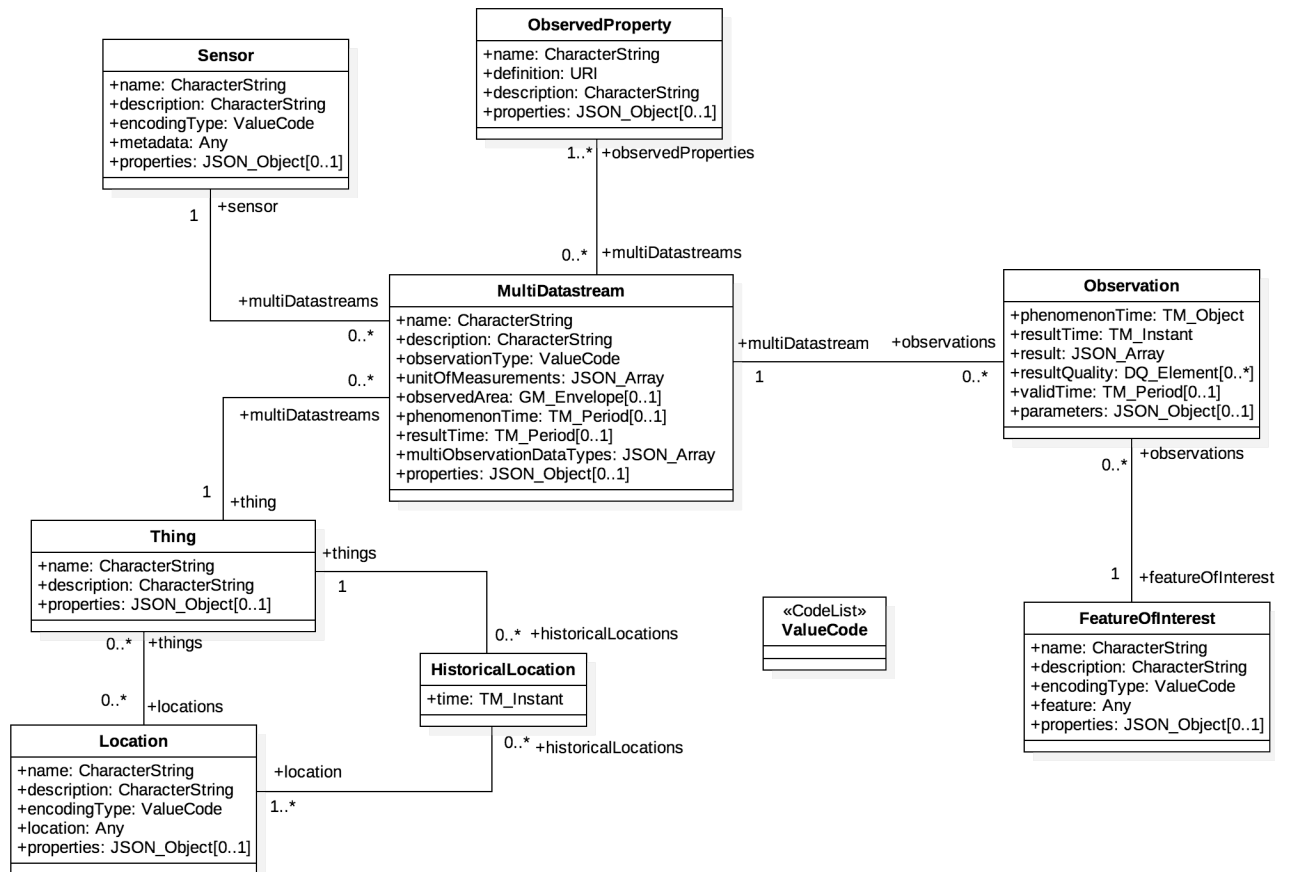 ObservedProperty
+name: CharacterString
+definition: URI
+description: CharacterString
+properties: JSON_Object[0..1]
Sensor
+name: CharacterString
+description: CharacterString
+encodingType: ValueCode
+metadata: Any
+properties: JSON_Object[0..1]
1..* +observedProperties
1 +sensor
0..* +multiDatastreams
+multiDatastreams
0..*
MultiDatastream
+name: CharacterString
+description: CharacterString
+observationType: ValueCode
+unitOfMeasurements: JSON_Array
+observedArea: GM_Envelope[0..1]
+phenomenonTime: TM_Period[0..1]
+resultTime: TM_Period[0..1]
+multiObservationDataTypes: JSON_Array
+properties: JSON_Object[0..1]
+multiDatastream
1
+observations
0..*
Observation
+phenomenonTime: TM_Object
+resultTime: TM_Instant
+result: JSON_Array
+resultQuality: DQ_Element[0..*]
+validTime: TM_Period[0..1]
+parameters: JSON_Object[0..1]
0..*
+multiDatastreams
1 +thing
0..* +observations
1 +featureOfInterest
Thing
+name: CharacterString
+description: CharacterString
+properties: JSON_Object[0..1]
+things
1
0..* +historicalLocations
0..* +things
0..* +locations
HistoricalLocation
+time: TM_Instant
0..* +historicalLocations
«CodeList»
ValueCode
FeatureOfInterest
+name: CharacterString
+description: CharacterString
+encodingType: ValueCode
+feature: Any
+properties: JSON_Object[0..1]
Location
+name: CharacterString
+description: CharacterString
+encodingType: ValueCode
+location: Any
+properties: JSON_Object[0..1]
+location
1..*